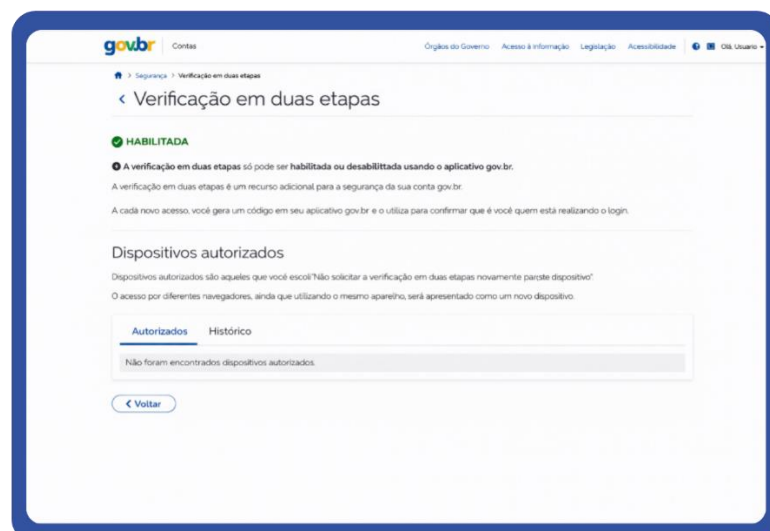 gov.br
Contas
Órgãos do Governo Acesso à informação Legislação Acessibilidade Olá, Usuario
> Segurança > Verificação em duas etapas
< Verificação em duas etapas
HABILITADA
A verificação em duas etapas só pode ser habilitada ou desabilittada usando o aplicativo gov.br.
A verificação em duas etapas é um recurso adicional para a segurança da sua conta gov.br.
A cada novo acesso, você gera um código em seu aplicativo gov.br e o utiliza para confirmar que é você quem está realizando o login.
Dispositivos autorizados
Dispositivos autorizados são aqueles que você escoli"Não solicitar a verificação em duas etapas novamente parciste dispositivo".
O acesso por diferentes navegadores, ainda que utilizando o mesmo aparelho, será apresentado como um novo dispositivo.
Autorizados Histórico
Não foram encontrados dispositivos autorizados.
< Voltar